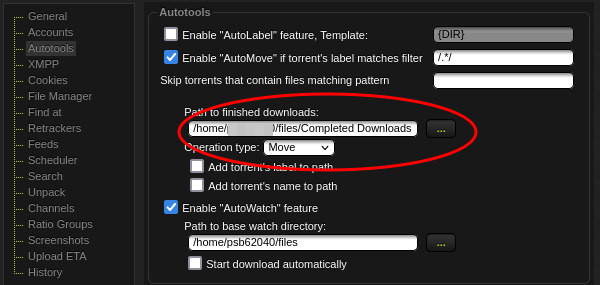 General
Accounts
Autotools
XMPP
Cookies
File Manager
Find at
Retrackers
Feeds
Scheduler
Search
Unpack
Channels
Ratio Groups
Screenshots
Upload ETA
History
Autotools
Enable "AutoLabel" feature, Template: {DIR}
Enable "AutoMove" if torrent's label matches filter /.*/
Skip torrents that contain files matching pattern
Path to finished downloads:
/home/ /files/Completed Downloads ...
Operation type: Move
Add torrent's label to path
Add torrent's name to path
Enable "AutoWatch" feature
Path to base watch directory:
/home/psb62040/files ...
Start download automatically